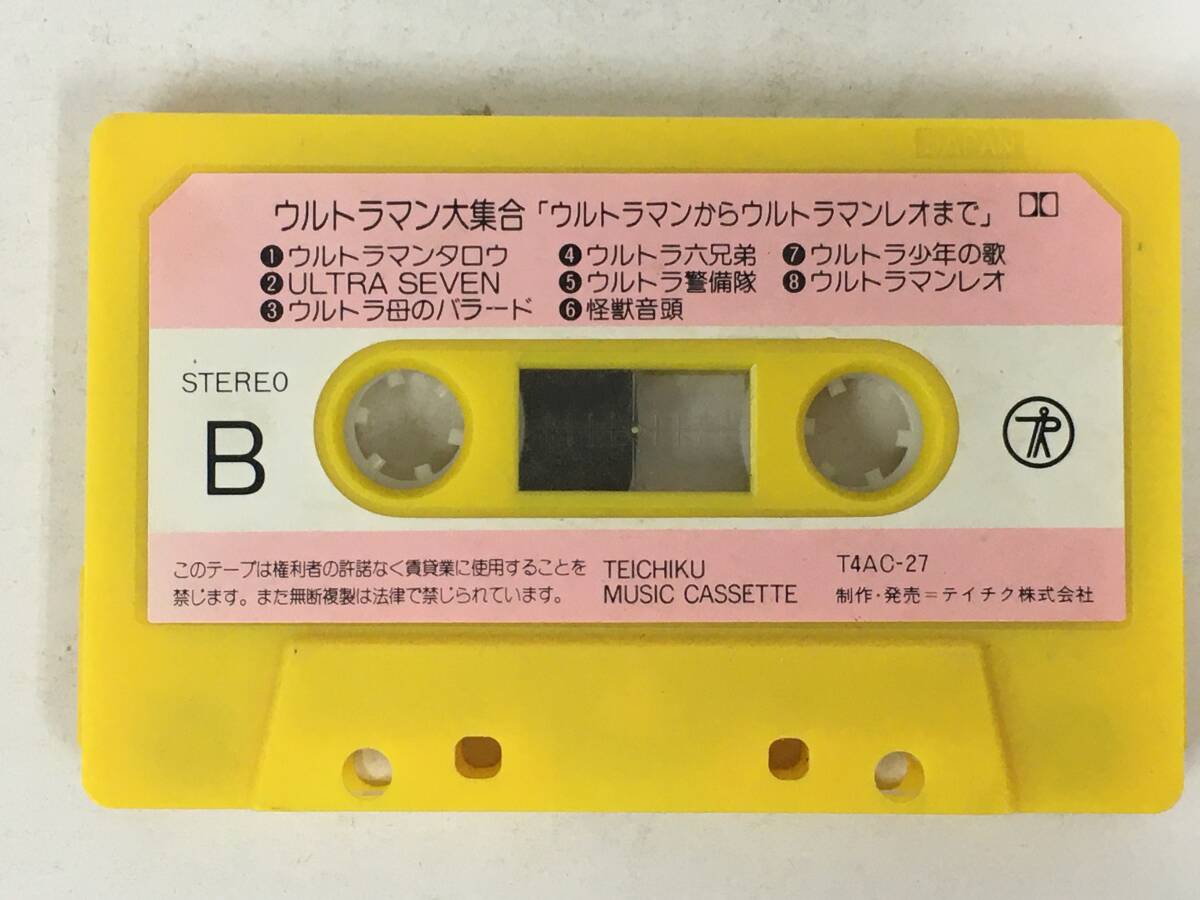 JAPAN
ウルトラマン大集合「ウルトラマンからウルトラマンレオまで」
❶ウルトラマンタロウ
❷ULTRA SEVEN
❸ウルトラ母のバラード
❹ウルトラ六兄弟
❺ウルトラ警備隊
❻怪獣音頭
❼ウルトラ少年の歌
❽ウルトラマンレオ
STEREO
B
このテープは権利者の許諾なく賃貸業に使用することを
禁じます。また無断複製は法律で禁じられています。
TEICHIKU
MUSIC CASSETTE
T4AC-27
制作・発売=テイチク株式会社